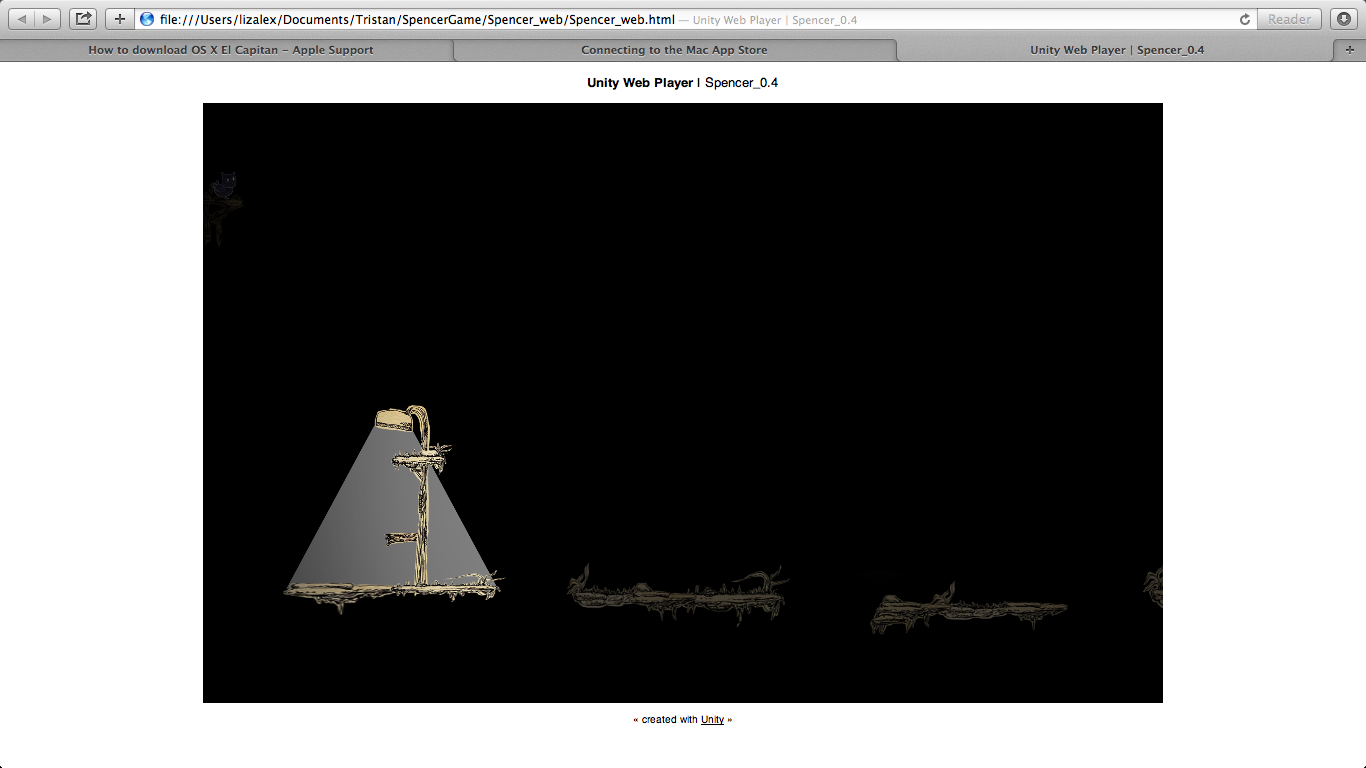 file:///Users/lizalex/Documents/Tristan/SpencerGame/Spencer_web/Spencer_web.html — Unity Web Player | Spencer_0.4
Reader
How to download OS X El Capitan - Apple Support
Connecting to the Mac App Store
Unity Web Player | Spencer_0.4
Unity Web Player | Spencer_0.4
« created with Unity »